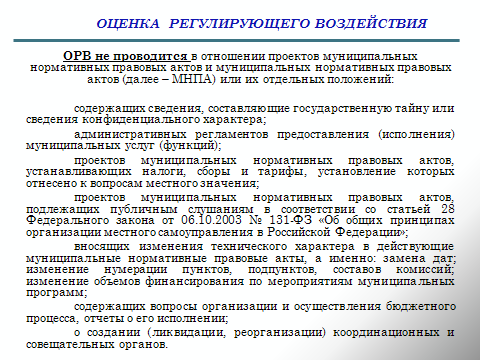 ОЦЕНКА РЕГУЛИРУЮЩЕГО ВОЗДЕЙСТВИЯ
ОРВ не проводится в отношении проектов муниципальных
нормативных правовых актов и муниципальных нормативных правовых
актов (далее – МНПА) или их отдельных положений:
содержащих сведения, составляющие государственную тайну или
сведения конфиденциального характера;
административных регламентов предоставления (исполнения)
муниципальных услуг (функций);
проектов муниципальных нормативных правовых актов,
устанавливающих налоги, сборы и тарифы, установление которых
отнесено к вопросам местного значения;
проектов муниципальных нормативных правовых актов,
подлежащих публичным слушаниям в соответствии со статьей 28
Федерального закона от 06.10.2003 № 131-ФЗ «Об общих принципах
организации местного самоуправления в Российской Федерации»;
вносящих изменения технического характера в действующие
муниципальные нормативные правовые акты, а именно: замена дат;
изменение нумерации пунктов, подпунктов, составов комиссий;
изменение объемов финансирования по мероприятиям муниципальных
программ;
содержащих вопросы организации и осуществления бюджетного
процесса, отчеты о его исполнении;
о создании (ликвидации, реорганизации) координационных и
совещательных органов.